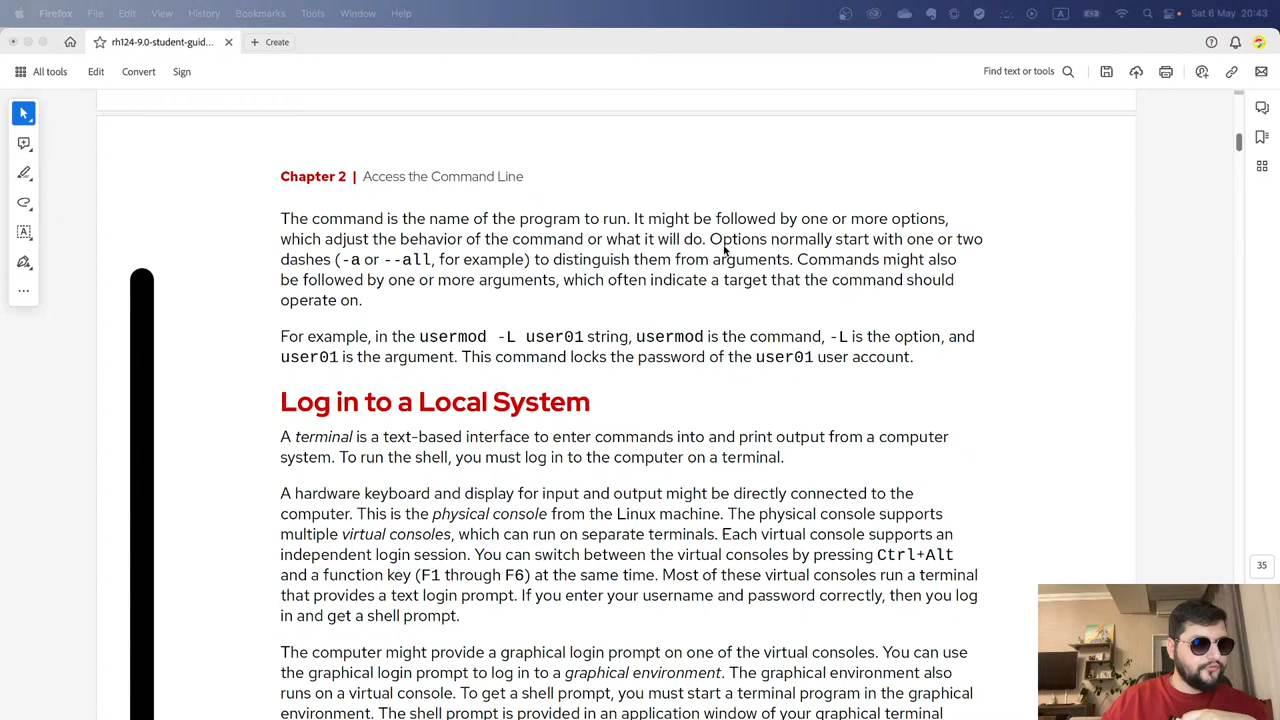 Firefox File Edit View History Bookmarks Tools Window Help A Sat 6 May 20:43
rh124-9.0-student-guid... Create
All tools Edit Convert Sign Find text or tools
Chapter 2 | Access the Command Line
The command is the name of the program to run. It might be followed by one or more options,
which adjust the behavior of the command or what it will do. Options normally start with one or two
dashes (-a or --all, for example) to distinguish them from arguments. Commands might also
be followed by one or more arguments, which often indicate a target that the command should
operate on.
For example, in the usermod -L user01 string, usermod is the command, -L is the option, and
user01 is the argument. This command locks the password of the user01 user account.
Log in to a Local System
A terminal is a text-based interface to enter commands into and print output from a computer
system. To run the shell, you must log in to the computer on a terminal.
A hardware keyboard and display for input and output might be directly connected to the
computer. This is the physical console from the Linux machine. The physical console supports
multiple virtual consoles, which can run on separate terminals. Each virtual console supports an
independent login session. You can switch between the virtual consoles by pressing Ctrl+Alt
and a function key (F1 through F6) at the same time. Most of these virtual consoles run a terminal
that provides a text login prompt. If you enter your username and password correctly, then you log
in and get a shell prompt.
The computer might provide a graphical login prompt on one of the virtual consoles. You can use
the graphical login prompt to log in to a graphical environment. The graphical environment also
runs on a virtual console. To get a shell prompt, you must start a terminal program in the graphical
environment. The shell prompt is provided in an application window of your graphical terminal
35